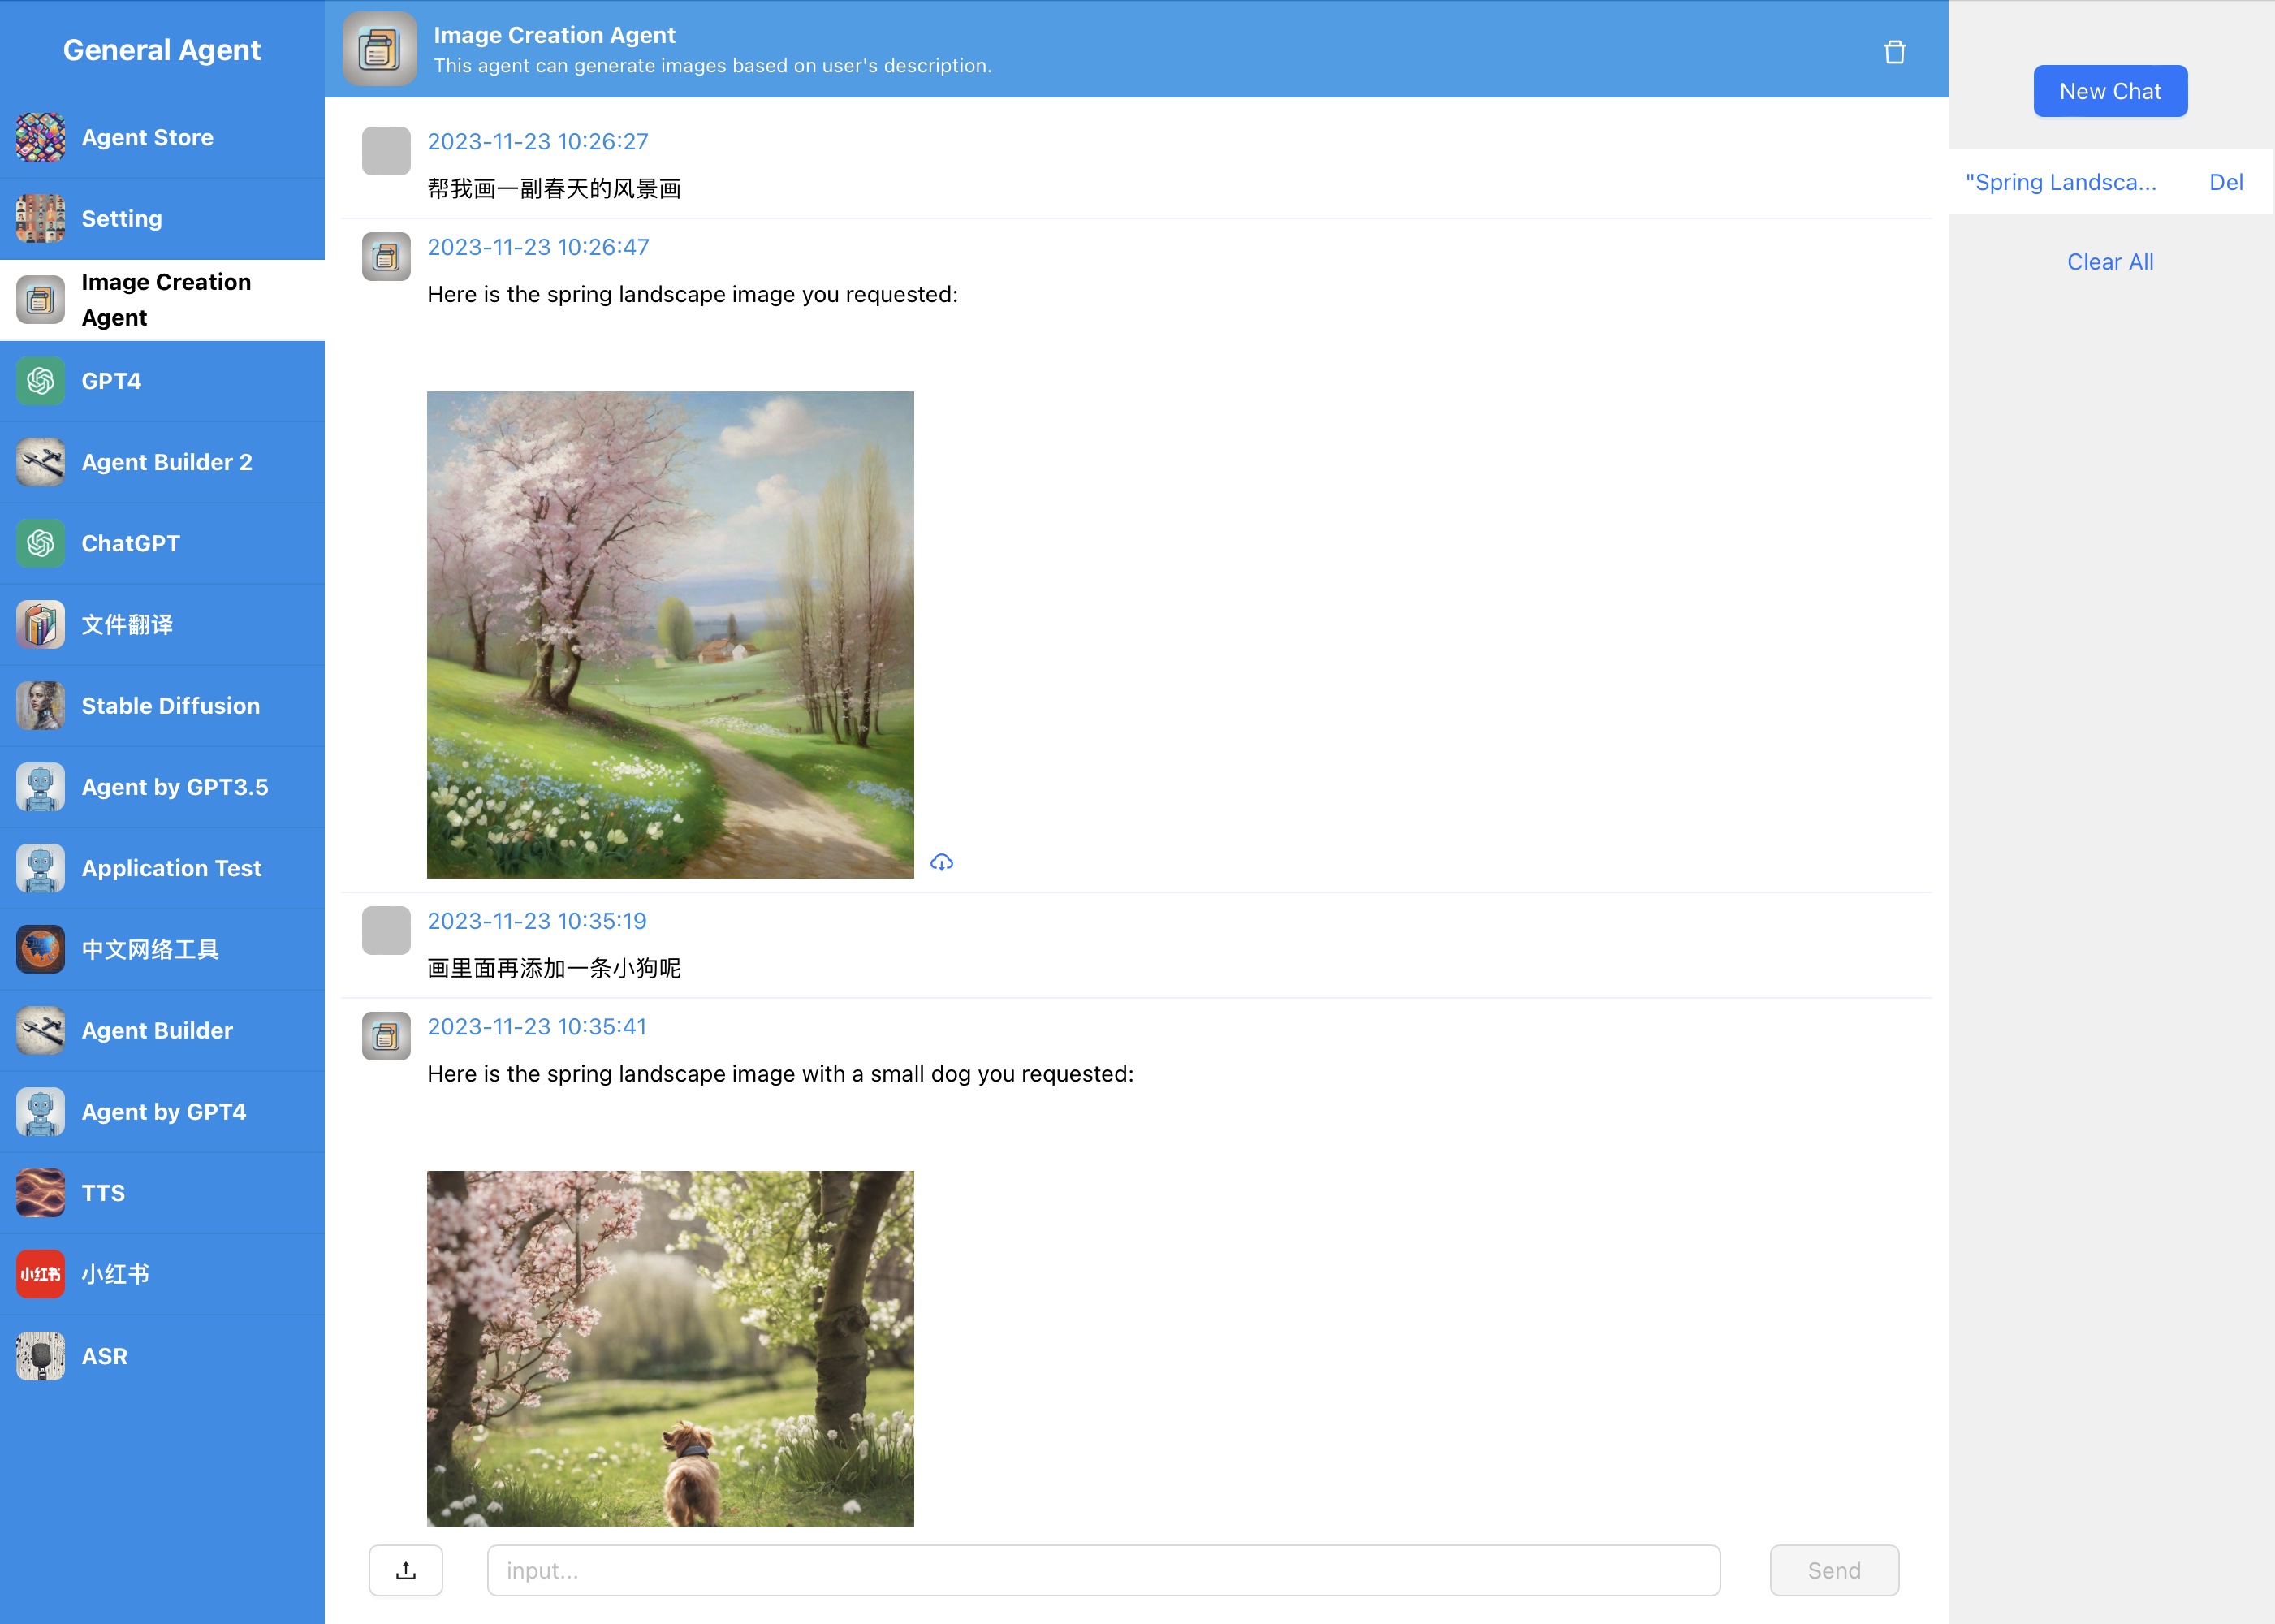 General Agent
Agent Store
Setting
Image Creation
Agent
GPT4
Agent Builder 2
ChatGPT
文件翻译
Stable Diffusion
Agent by GPT3.5
Application Test
中文网络工具
Agent Builder
Agent by GPT4
TTS
小红书
小红书
ASR
Image Creation Agent
This agent can generate images based on user's description.
2023-11-23 10:26:27
帮我画一副春天的风景画
2023-11-23 10:26:47
Here is the spring landscape image you requested:
2023-11-23 10:35:19
画里面再添加一条小狗呢
2023-11-23 10:35:41
Here is the spring landscape image with a small dog you requested:
input...
Send
New Chat
"Spring Landsca...
Del
Clear All